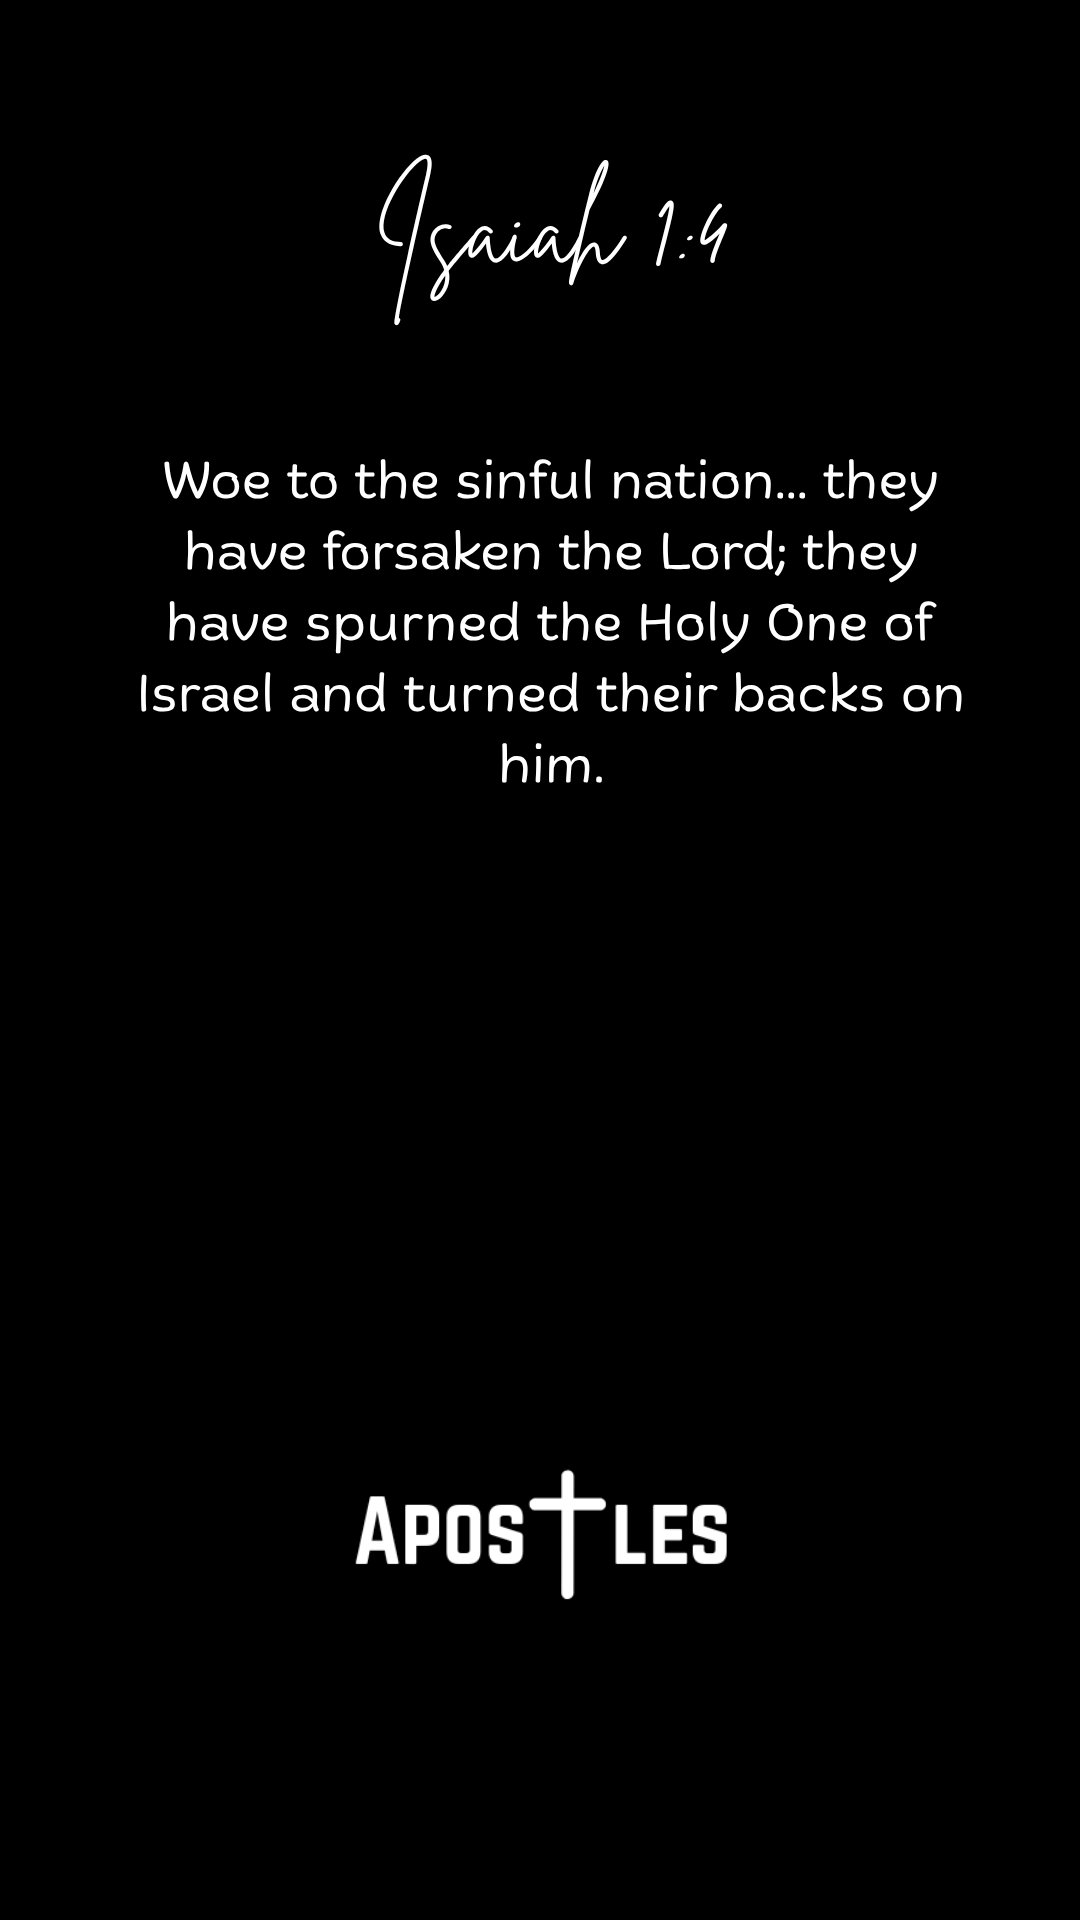 Isaiah 1:4
Woe to the sinful nation... they
have forsaken the Lord; they
have spurned the Holy One of
Israel and turned their backs on
him.
Apostles